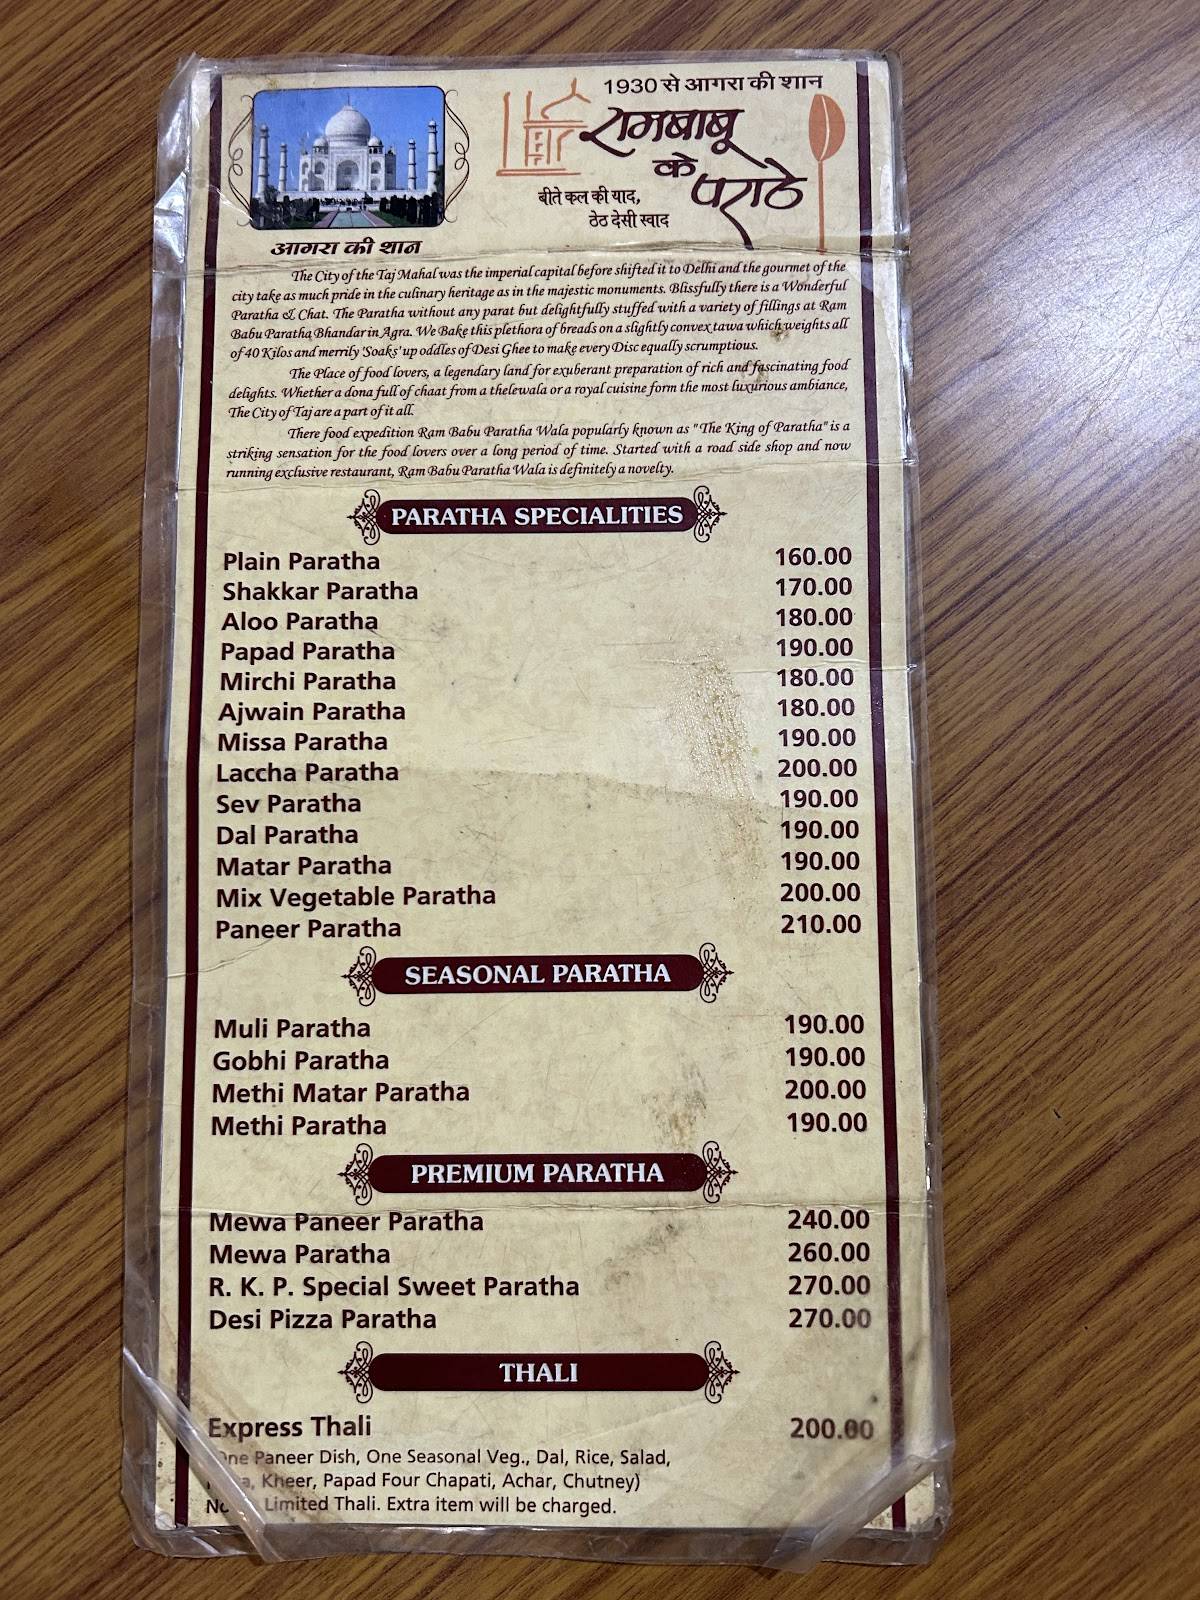 1930 से आगरा की शान
रामबाबू
के
पराठे
बीते कल की याद,
ठेठ देसी स्वाद
आगरा की शान
The City of the Taj Mahal was the imperial capital before shifted it to Delhi and the gourmet of the
city take as much pride in the culinary heritage as in the majestic monuments. Blissfully there is a Wonderful
Paratha & Chat. The Paratha without any parat but delightfully stuffed with a variety of fillings at Ram
Babu Paratha Bhandar in Agra. We Bake this plethora of breads on a slightly convex tawa which weights all
of 40 Kilos and merrily 'Soaks' up oddles of Desi Ghee to make every Disc equally scrumptious.
The Place of food lovers, a legendary land for exuberant preparation of rich and fascinating food
delights. Whether a dona full of chaat from a thelewala or a royal cuisine form the most luxurious ambiance,
The City of Taj are a part of it all.
There food expedition Ram Babu Paratha Wala popularly known as "The King of Paratha" is a
striking sensation for the food lovers over a long period of time. Started with a road side shop and now
running exclusive restaurant, Ram Babu Paratha Wala is definitely a novelty.
PARATHA SPECIALITIES
Plain Paratha 160.00
Shakkar Paratha 170.00
Aloo Paratha 180.00
Papad Paratha 190.00
Mirchi Paratha 180.00
Ajwain Paratha 180.00
Missa Paratha 190.00
Laccha Paratha 200.00
Sev Paratha 190.00
Dal Paratha 190.00
Matar Paratha 190.00
Mix Vegetable Paratha 200.00
Paneer Paratha 210.00
SEASONAL PARATHA
Muli Paratha 190.00
Gobhi Paratha 190.00
Methi Matar Paratha 200.00
Methi Paratha 190.00
PREMIUM PARATHA
Mewa Paneer Paratha 240.00
Mewa Paratha 260.00
R. K. P. Special Sweet Paratha 270.00
Desi Pizza Paratha 270.00
THALI
Express Thali 200.00
One Paneer Dish, One Seasonal Veg., Dal, Rice, Salad,
Kheer, Papad Four Chapati, Achar, Chutney)
Limited Thali. Extra item will be charged.